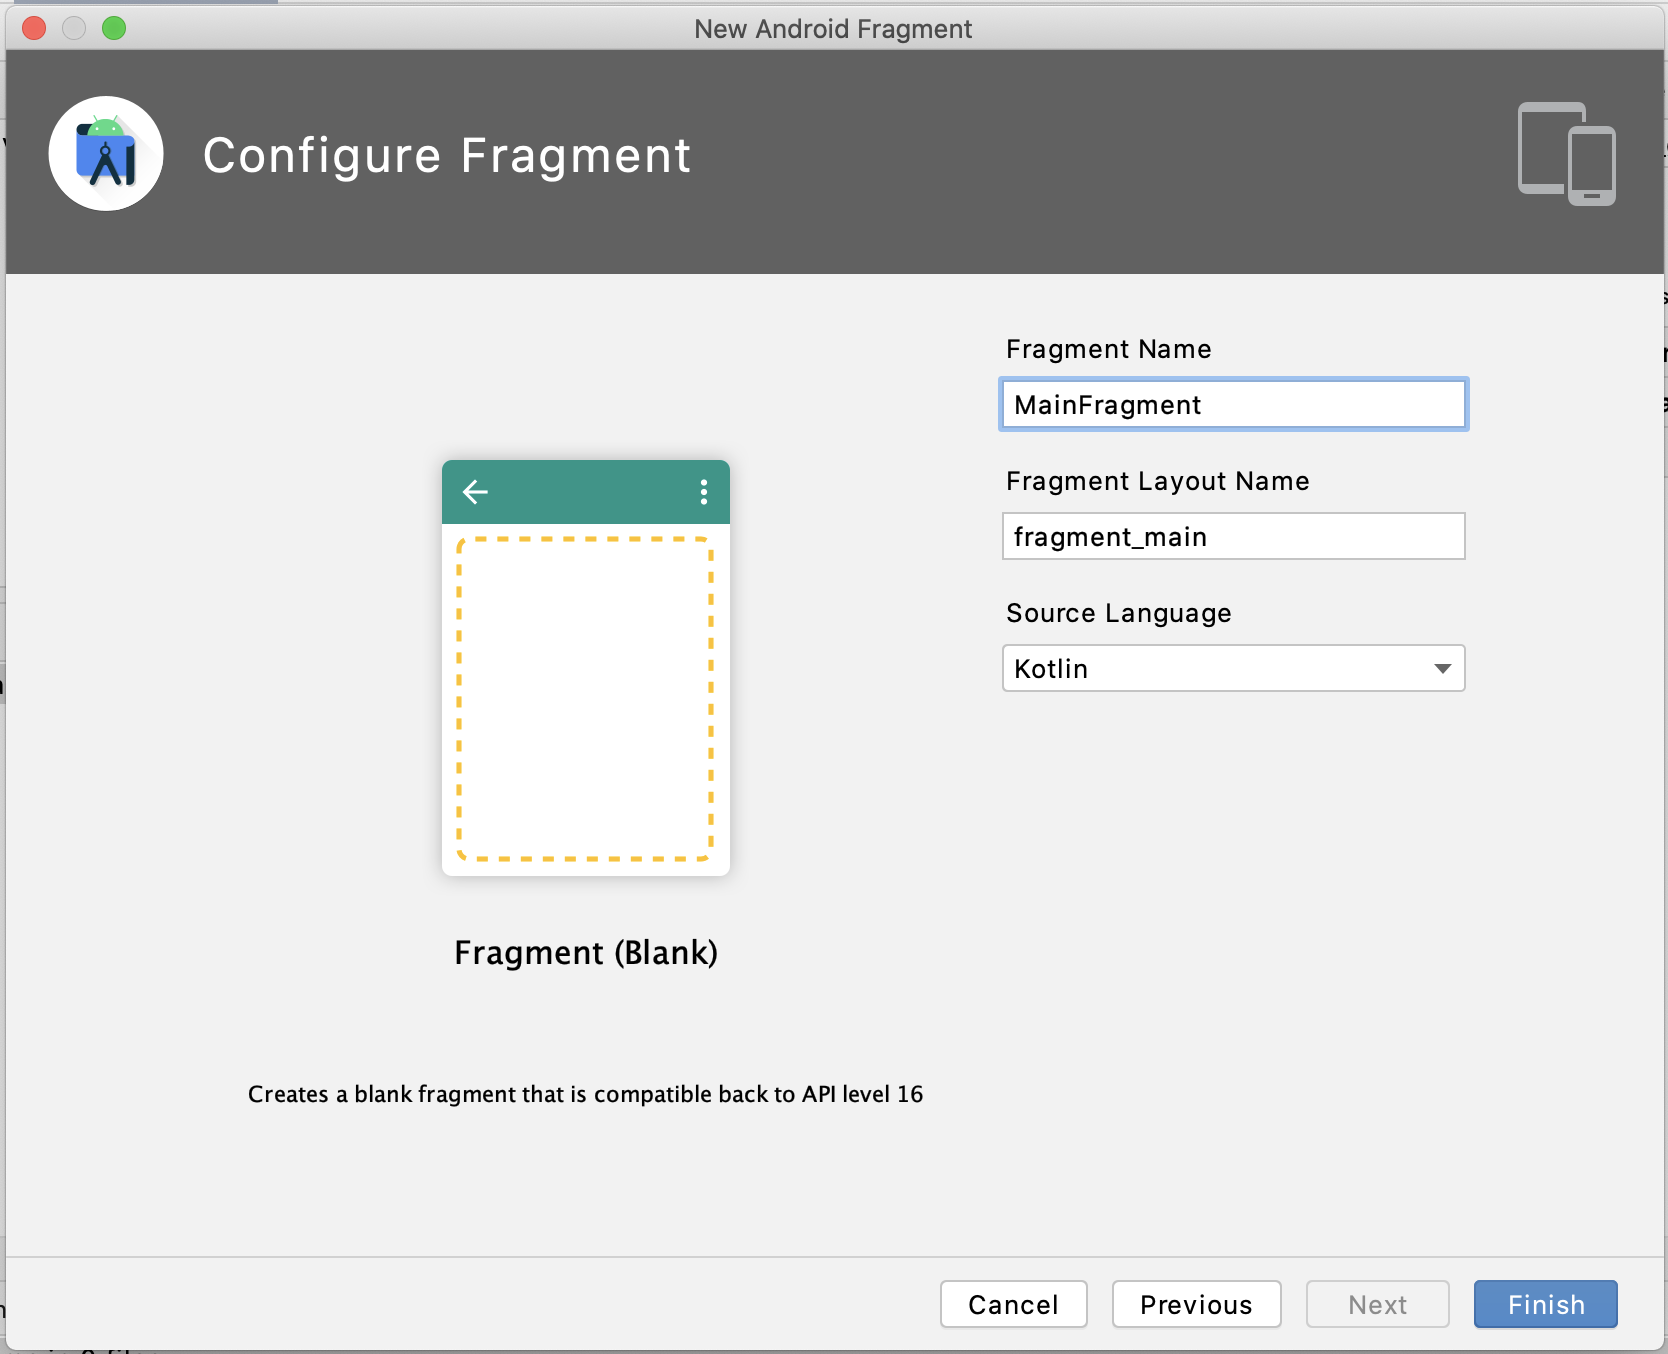 New Android Fragment
Configure Fragment
Fragment Name
MainFragment
Fragment Layout Name
fragment_main
Source Language
Kotlin
Fragment (Blank)
Creates a blank fragment that is compatible back to API level 16
Cancel
Previous
Next
Finish